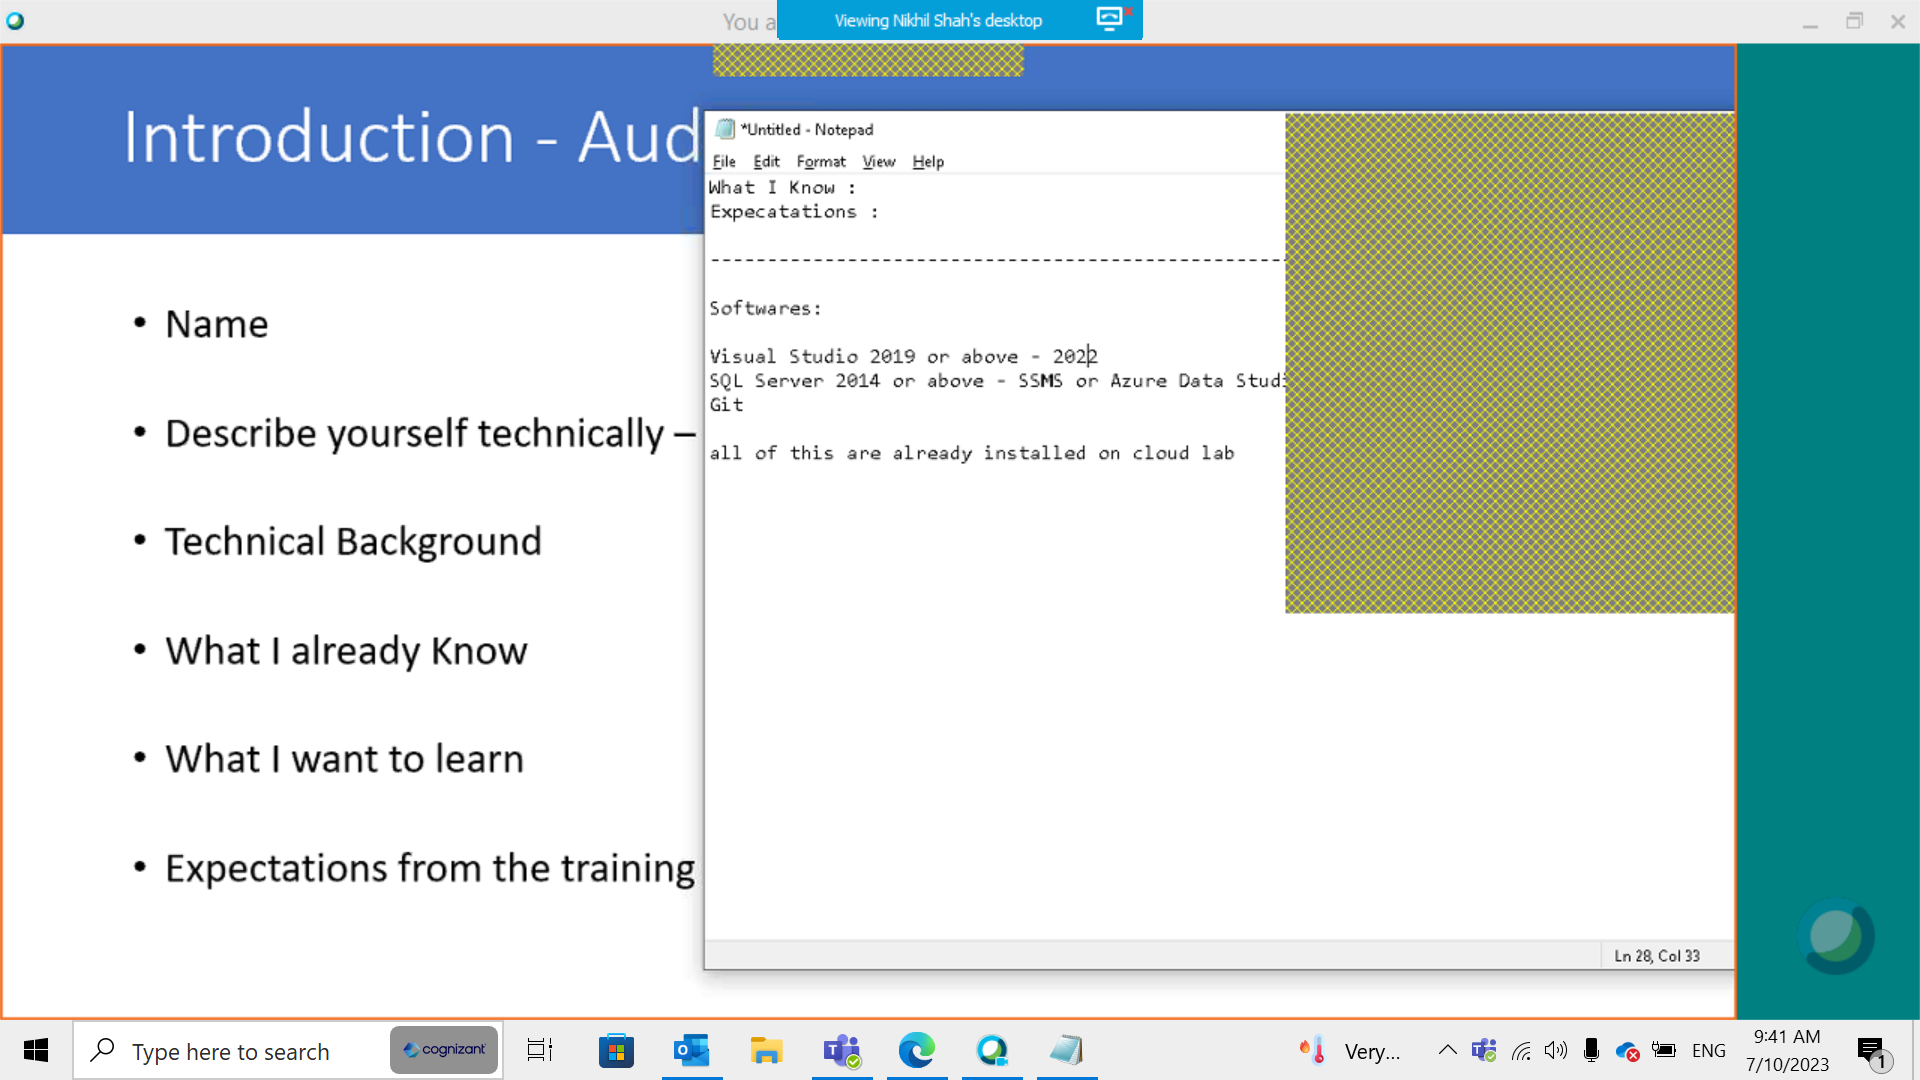 You a
Viewing Nikhil Shah's desktop
Introduction - Aud
• Name
• Describe yourself technically –
• Technical Background
• What I already Know
• What I want to learn
• Expectations from the training
*Untitled - Notepad
File Edit Format View Help
What I Know :
Expecatations :
---------------------------------------------------
Softwares:
Visual Studio 2019 or above - 2022
SQL Server 2014 or above - SSMS or Azure Data Studi
Git
all of this are already installed on cloud lab
Ln 28, Col 33
Type here to search
cognizant
Very...
ENG
9:41 AM
7/10/2023
1